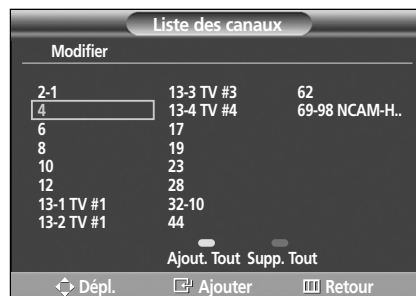 Liste des canaux
Modifier
2-1 13-3 TV #3 62
4 13-4 TV #4 69-98 NCAM-H..
6 17
8 19
10 23
12 28
13-1 TV #1 32-10
13-2 TV #1 44
Ajout. Tout Supp. Tout
Dépl. Ajouter Retour